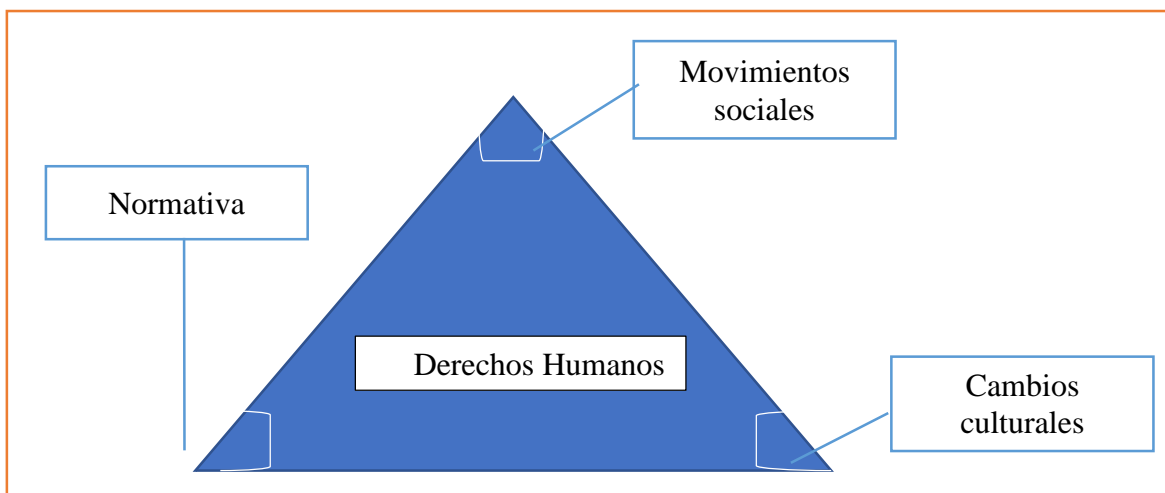 Movimientos
sociales
Normativa
Derechos Humanos
Cambios
culturales